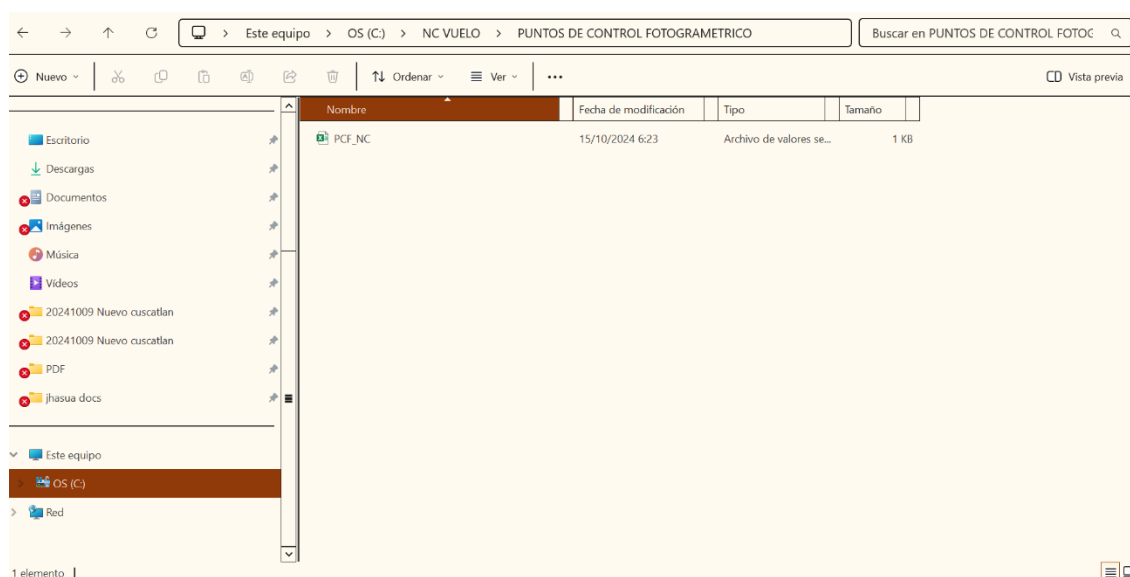 Este equipo > OS (C:) > NC VUELO > PUNTOS DE CONTROL FOTOGRAMETRICO
Buscar en PUNTOS DE CONTROL FOTOG
Nuevo
Ordenar
Ver
...
Vista previa
Nombre
Fecha de modificación
Tipo
Tamaño
PCF_NC
15/10/2024 6:23
Archivo de valores se...
1 KB
Escritorio
Descargas
Documentos
Imágenes
Música
Vídeos
20241009 Nuevo cuscatlan
20241009 Nuevo cuscatlan
PDF
jhasua docs
Este equipo
OS (C:)
Red
1 elemento